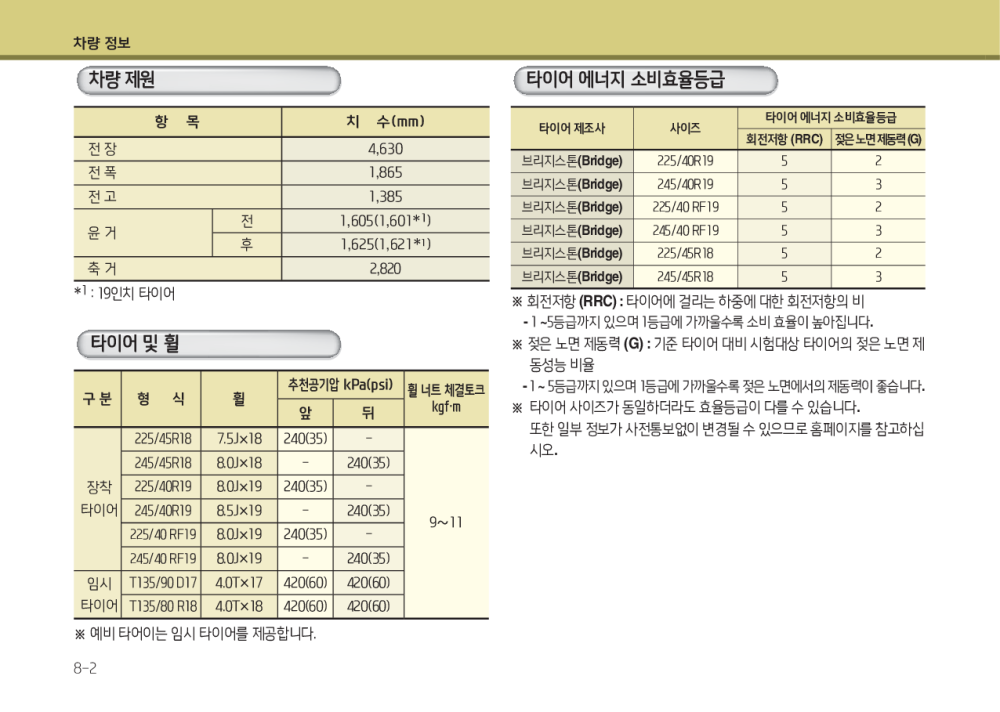 차량 정보
차량 제원
항 목 치 수(mm)
전 장 4,630
전 폭 1,865
전 고 1,385
윤 거 전 1,605(1,601*1)
후 1,625(1,621*1)
축 거 2,820
*1 : 19인치 타이어
타이어 및 휠
구 분 형 식 휠 추천공기압 kPa(psi) 휠 너트 체결토크
kgf·m
앞 뒤
225/45R18 7.5J×18 240(35) –
245/45R18 8.0J×18 – 240(35)
장착 225/40R19 8.0J×19 240(35) –
타이어 245/40R19 8.5J×19 – 240(35)
9~11
225/40 RF19 8.0J×19 240(35) –
245/40 RF19 8.0J×19 – 240(35)
임시 T135/90 D17 4.0T×17 420(60) 420(60)
타이어 T135/80 R18 4.0T×18 420(60) 420(60)
※ 예비 타어이는 임시 타이어를 제공합니다.
8-2
타이어 에너지 소비효율등급
타이어 제조사 사이즈 타이어 에너지 소비효율등급
회전저항 (RRC) 젖은 노면 제동력 (G)
브리지스톤(Bridge) 225/40R19 5 2
브리지스톤(Bridge) 245/40R19 5 3
브리지스톤(Bridge) 225/40 RF19 5 2
브리지스톤(Bridge) 245/40 RF19 5 3
브리지스톤(Bridge) 225/45R18 5 2
브리지스톤(Bridge) 245/45R18 5 3
※ 회전저항 (RRC) : 타이어에 걸리는 하중에 대한 회전저항의 비
- 1 ~5등급까지 있으며 1등급에 가까울수록 소비 효율이 높아집니다.
※ 젖은 노면 제동력 (G) : 기준 타이어 대비 시험대상 타이어의 젖은 노면 제
동성능 비율
- 1 ~ 5등급까지 있으며 1등급에 가까울수록 젖은 노면에서의 제동력이 좋습니다.
※ 타이어 사이즈가 동일하더라도 효율등급이 다를 수 있습니다.
또한 일부 정보가 사전통보없이 변경될 수 있으므로 홈페이지를 참고하십
시오.